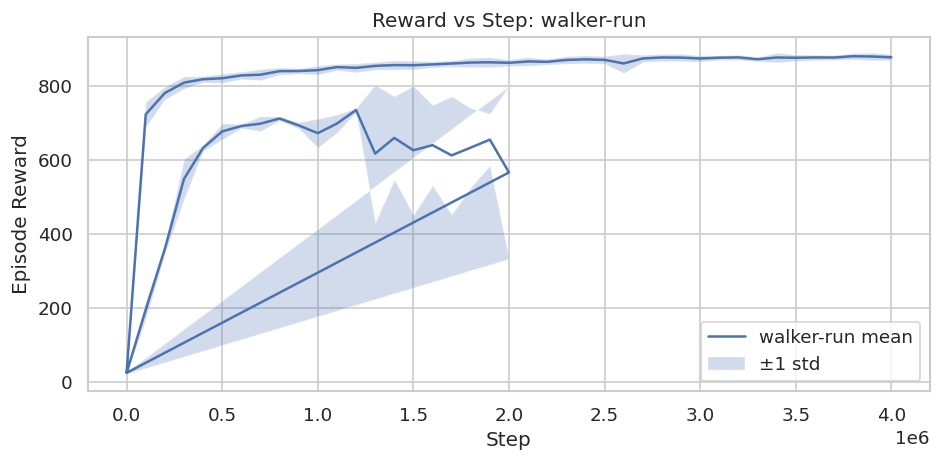 Reward vs Step: walker-run
Episode Reward
800
600
400
200
0
walker-run mean
±1 std
0.0 0.5 1.0 1.5 2.0 2.5 3.0 3.5 4.0
1e6
Step